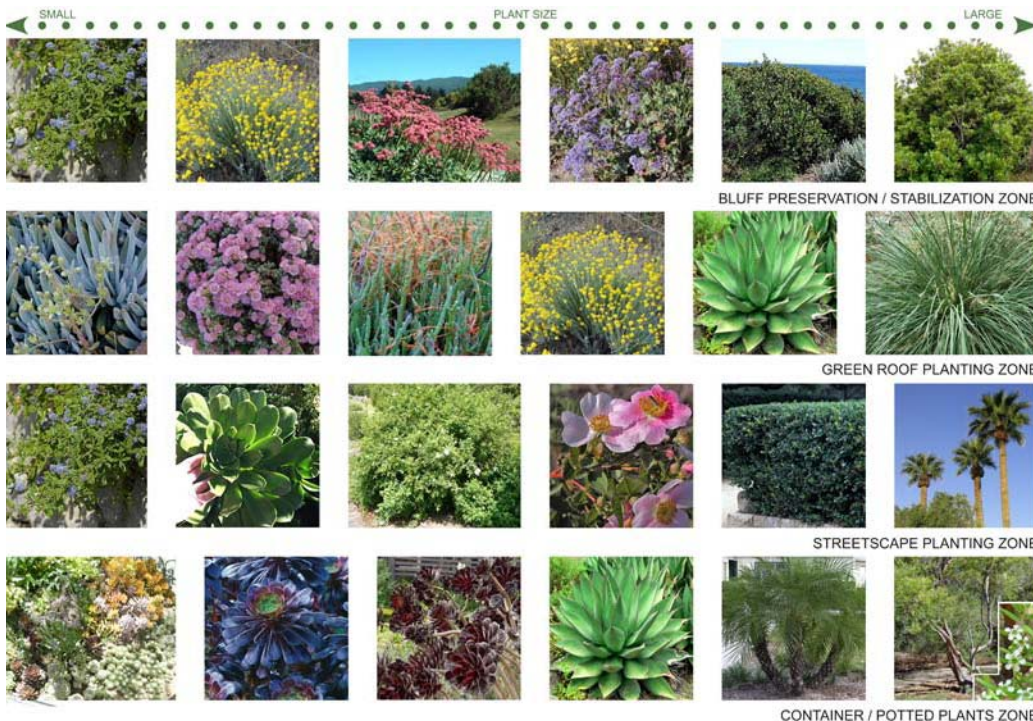 SMALL
PLANT SIZE
LARGE
BLUFF PRESERVATION / STABILIZATION ZONE
GREEN ROOF PLANTING ZONE
STREETSCAPE PLANTING ZONE
CONTAINER / POTTED PLANTS ZONE